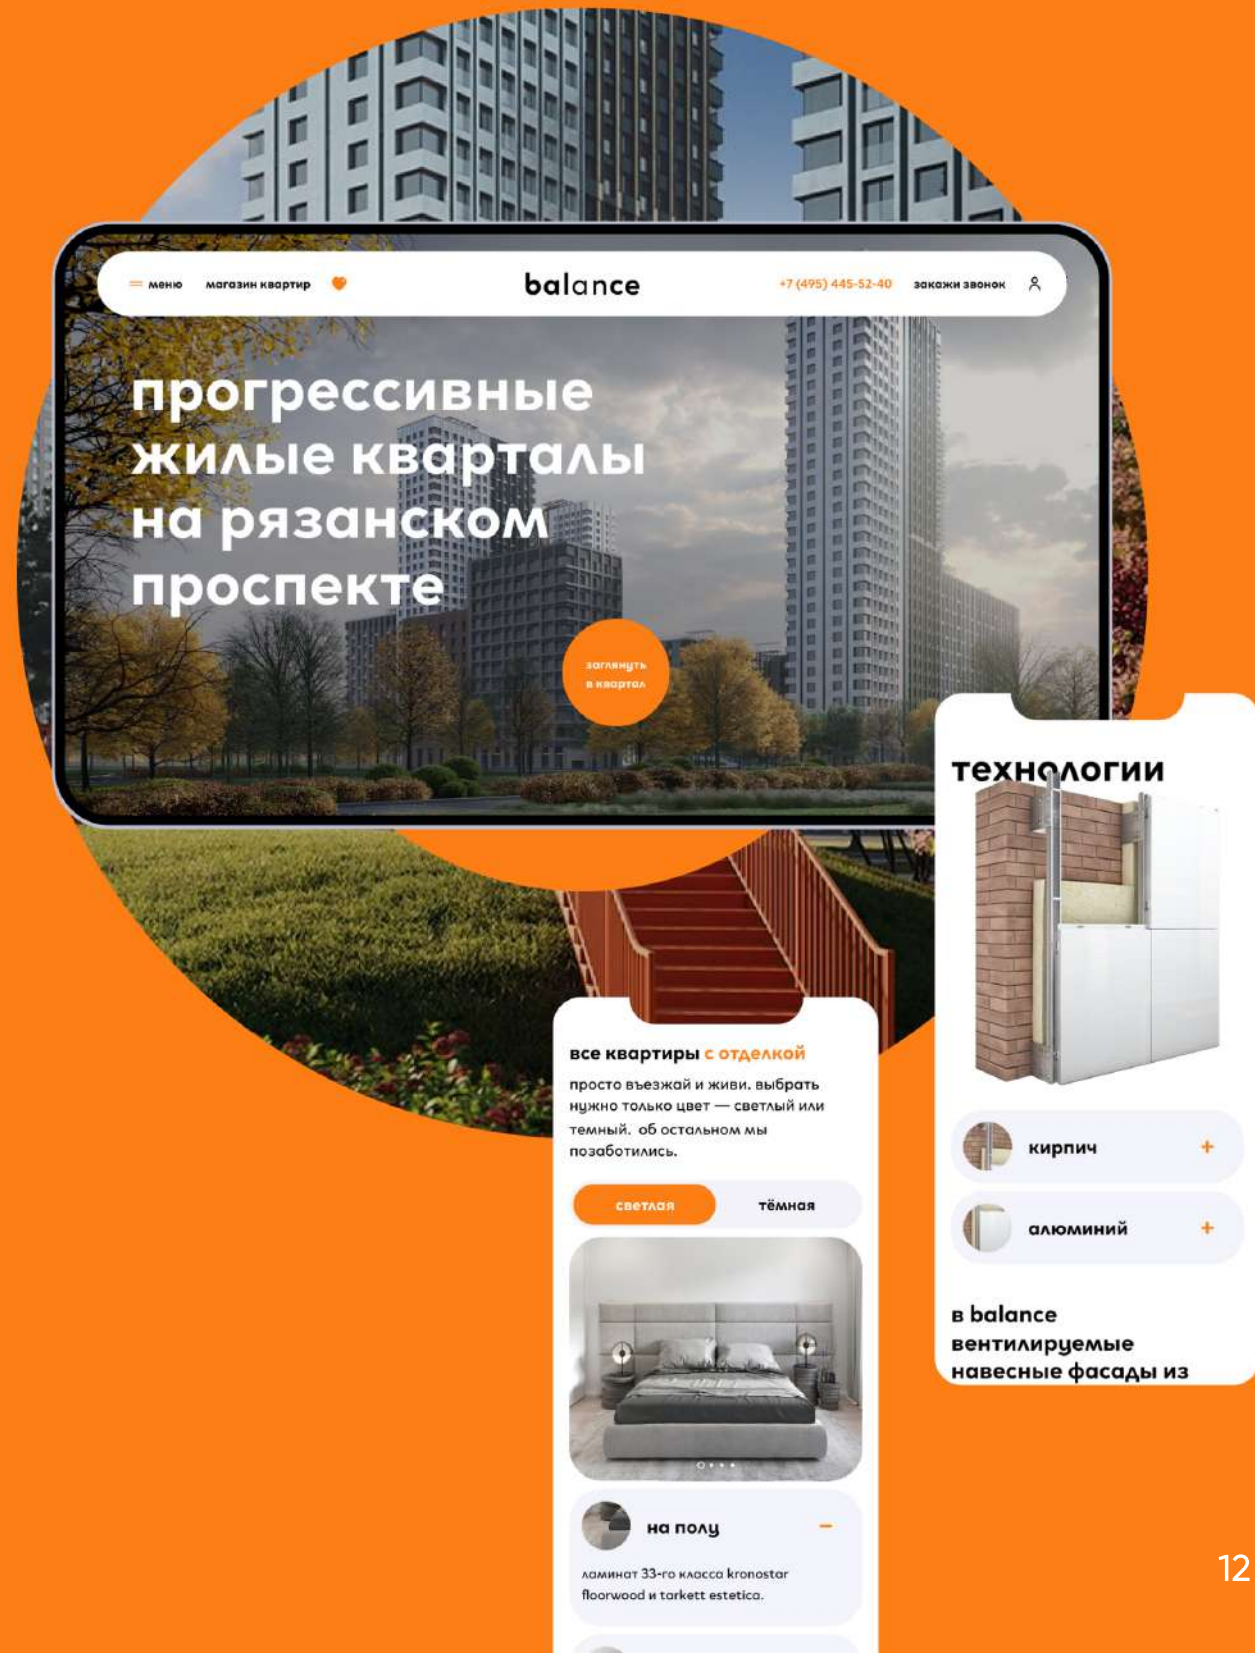 меню магазин квартир balance +7 (495) 445-52-40 закажи звонок
прогрессивные
жилые кварталы
на рязанском
проспекте
заглянуть
в квартал
технологии
кирпич +
алюминий +
в balance
вентилируемые
навесные фасады из
все квартиры с отделкой
просто въезжай и живи. выбрать
нужно только цвет — светлый или
темный. об остальном мы
позаботились.
светлая тёмная
на полу −
ламинат 33-го класса kronostar
floorwood и tarkett estetica.
12